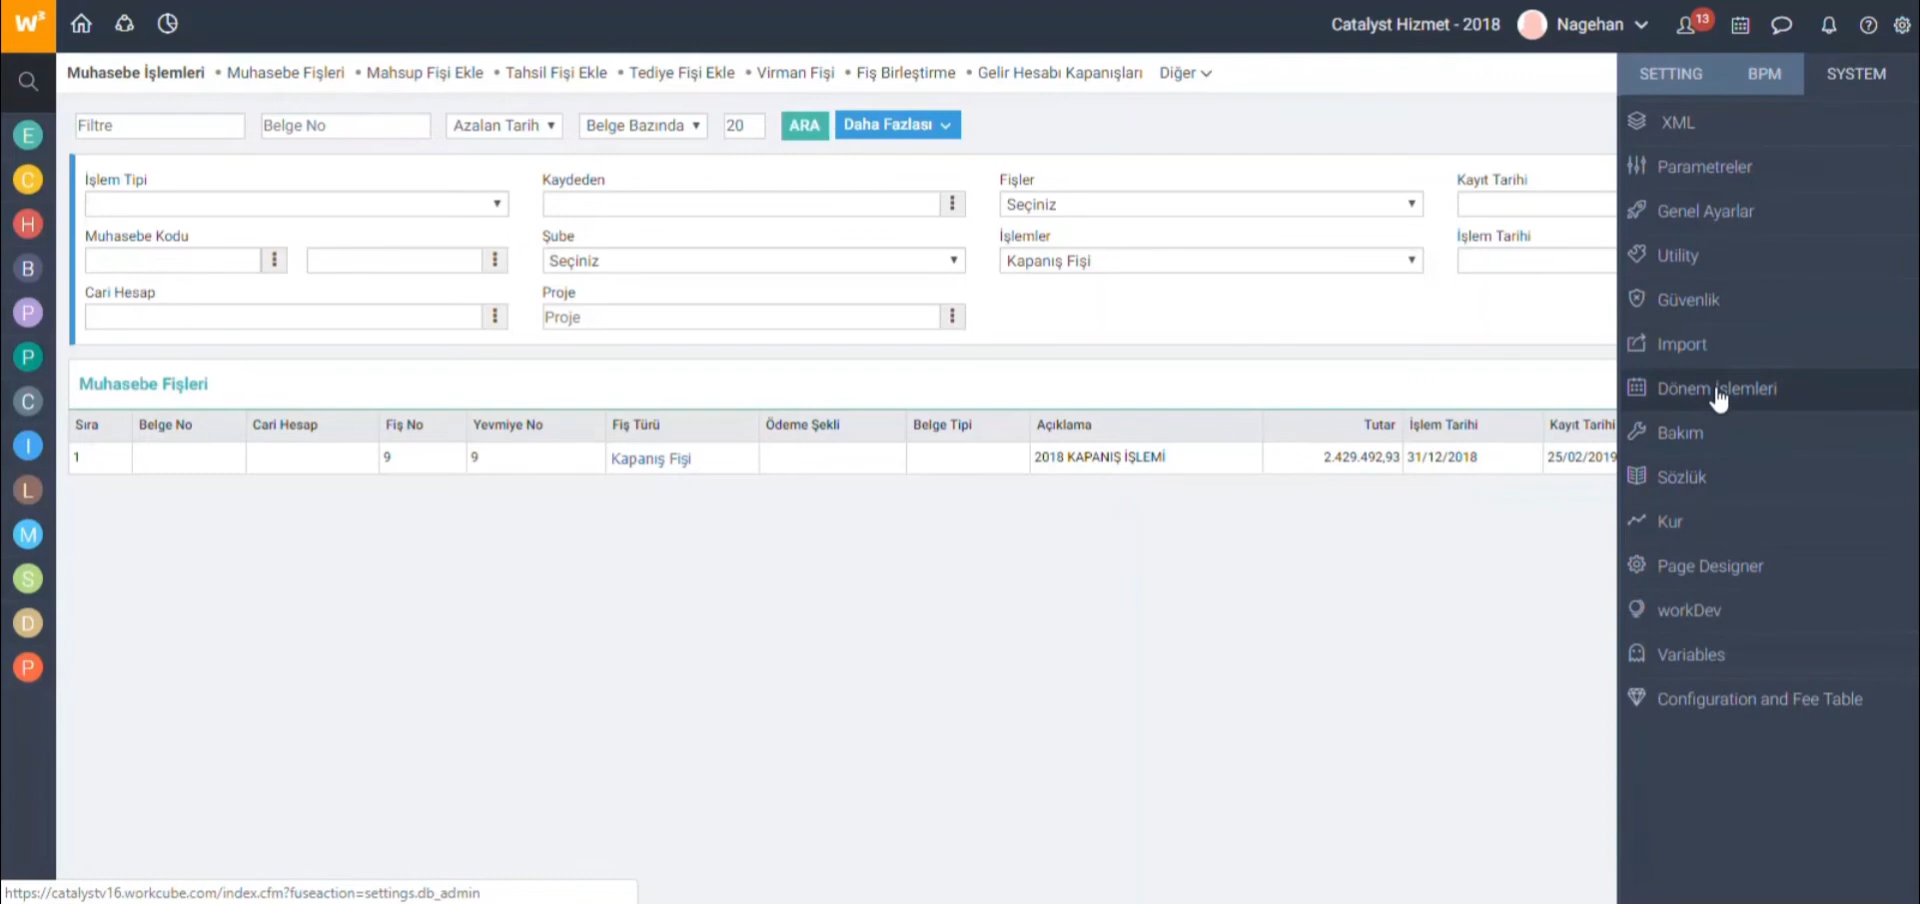 W³
Catalyst Hizmet - 2018
Nagehan
13
Muhasebe İşlemleri • Muhasebe Fişleri • Mahsup Fişi Ekle • Tahsil Fişi Ekle • Tediye Fişi Ekle • Virman Fişi • Fiş Birleştirme • Gelir Hesabı Kapanışları Diğer
SETTING BPM SYSTEM
Filtre Belge No Azalan Tarih Belge Bazında 20 ARA Daha Fazlası
İşlem Tipi Kaydeden Fişler Kayıt Tarihi
Seçiniz
Muhasebe Kodu Şube İşlemler İşlem Tarihi
Seçiniz Kapanış Fişi
Cari Hesap Proje
Proje
Muhasebe Fişleri
Sıra Belge No Cari Hesap Fiş No Yevmiye No Fiş Türü Ödeme Şekli Belge Tipi Açıklama Tutar İşlem Tarihi Kayıt Tarihi
1 9 9 Kapanış Fişi 2018 KAPANIŞ İŞLEMİ 2.429.492,93 31/12/2018 25/02/2019
E
C
H
B
P
P
C
I
L
M
S
D
P
XML
Parametreler
Genel Ayarlar
Utility
Güvenlik
Import
Dönem İşlemleri
Bakım
Sözlük
Kur
Page Designer
workDev
Variables
Configuration and Fee Table
https://catalystv16.workcube.com/index.cfm?fuseaction=settings.db_admin